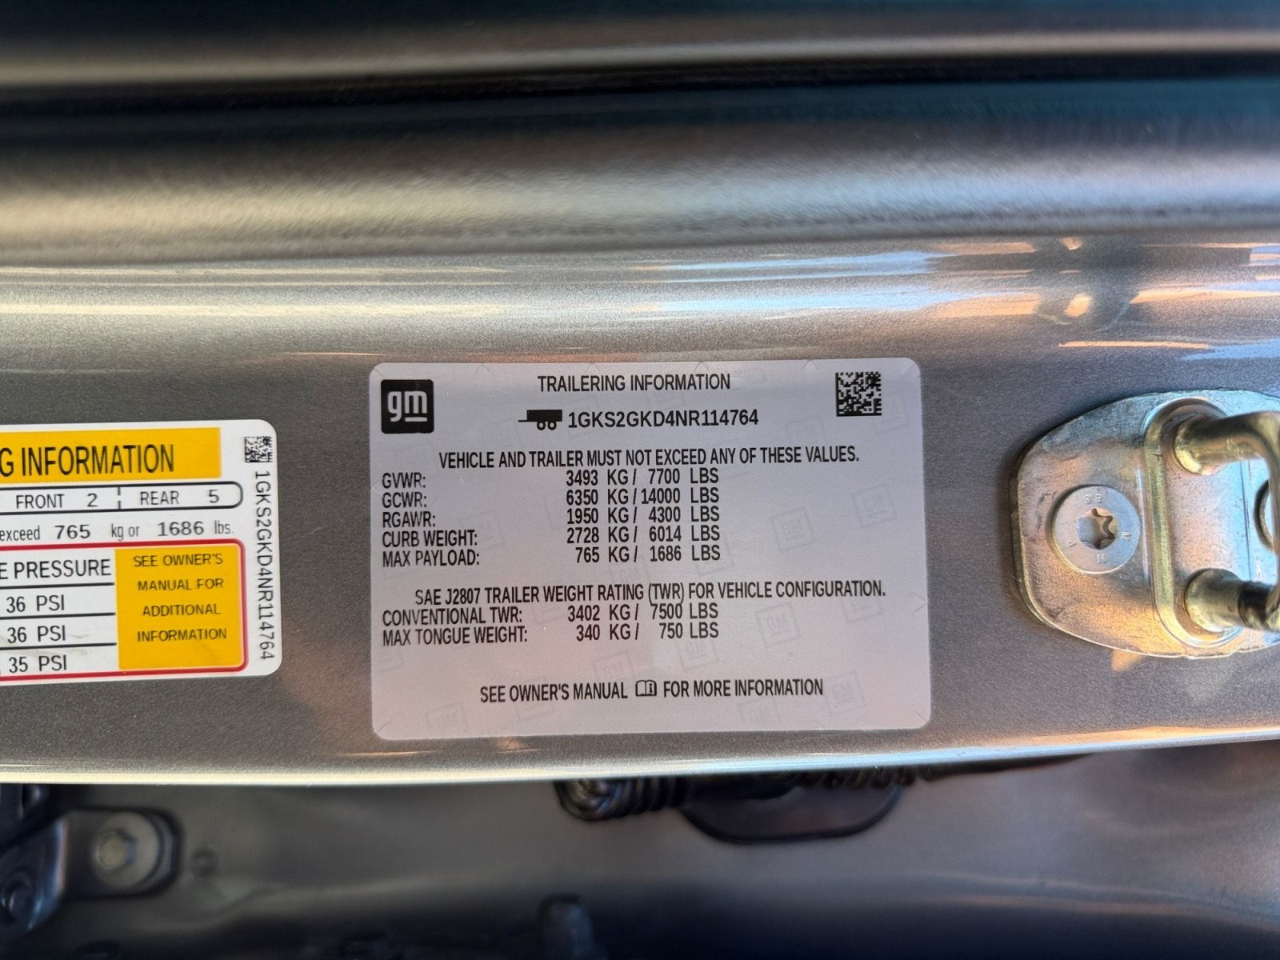 G INFORMATION
FRONT 2 REAR 5
exceed 765 kg or 1686 lbs.
E PRESSURE
36 PSI
36 PSI
35 PSI
SEE OWNER'S
MANUAL FOR
ADDITIONAL
INFORMATION
1GKS2GKD4NR114764
gm
TRAILERING INFORMATION
1GKS2GKD4NR114764
VEHICLE AND TRAILER MUST NOT EXCEED ANY OF THESE VALUES.
GVWR: 3493 KG / 7700 LBS
GCWR: 6350 KG / 14000 LBS
RGAWR: 1950 KG / 4300 LBS
CURB WEIGHT: 2728 KG / 6014 LBS
MAX PAYLOAD: 765 KG / 1686 LBS
SAE J2807 TRAILER WEIGHT RATING (TWR) FOR VEHICLE CONFIGURATION.
CONVENTIONAL TWR: 3402 KG / 7500 LBS
MAX TONGUE WEIGHT: 340 KG / 750 LBS
SEE OWNER'S MANUAL FOR MORE INFORMATION